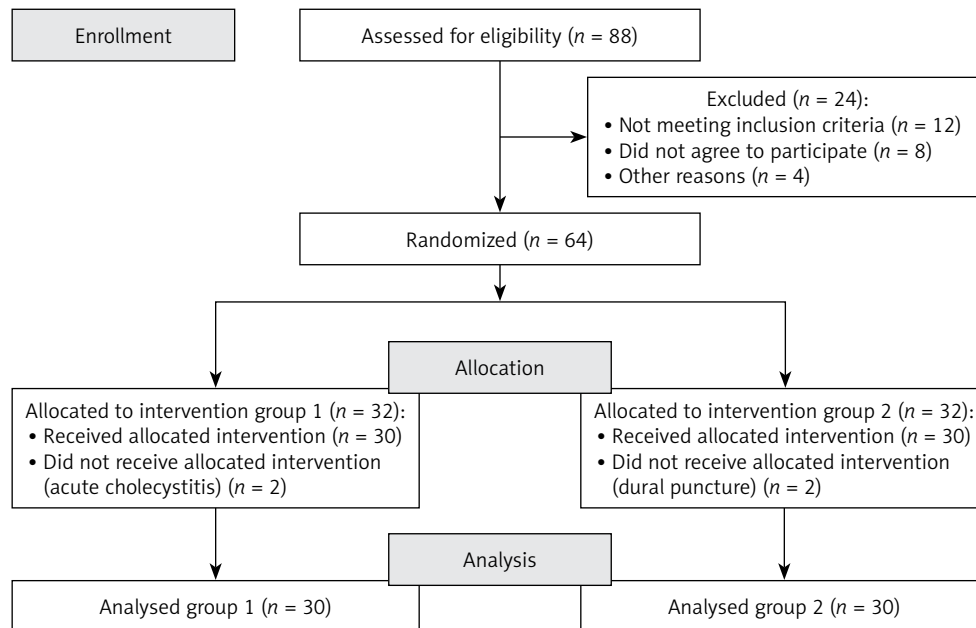 Enrollment
Assessed for eligibility (n = 88)
Excluded (n = 24):
• Not meeting inclusion criteria (n = 12)
• Did not agree to participate (n = 8)
• Other reasons (n = 4)
Randomized (n = 64)
Allocation
Allocated to intervention group 1 (n = 32):
• Received allocated intervention (n = 30)
• Did not receive allocated intervention
(acute cholecystitis) (n = 2)
Allocated to intervention group 2 (n = 32):
• Received allocated intervention (n = 30)
• Did not receive allocated intervention
(dural puncture) (n = 2)
Analysis
Analysed group 1 (n = 30)
Analysed group 2 (n = 30)